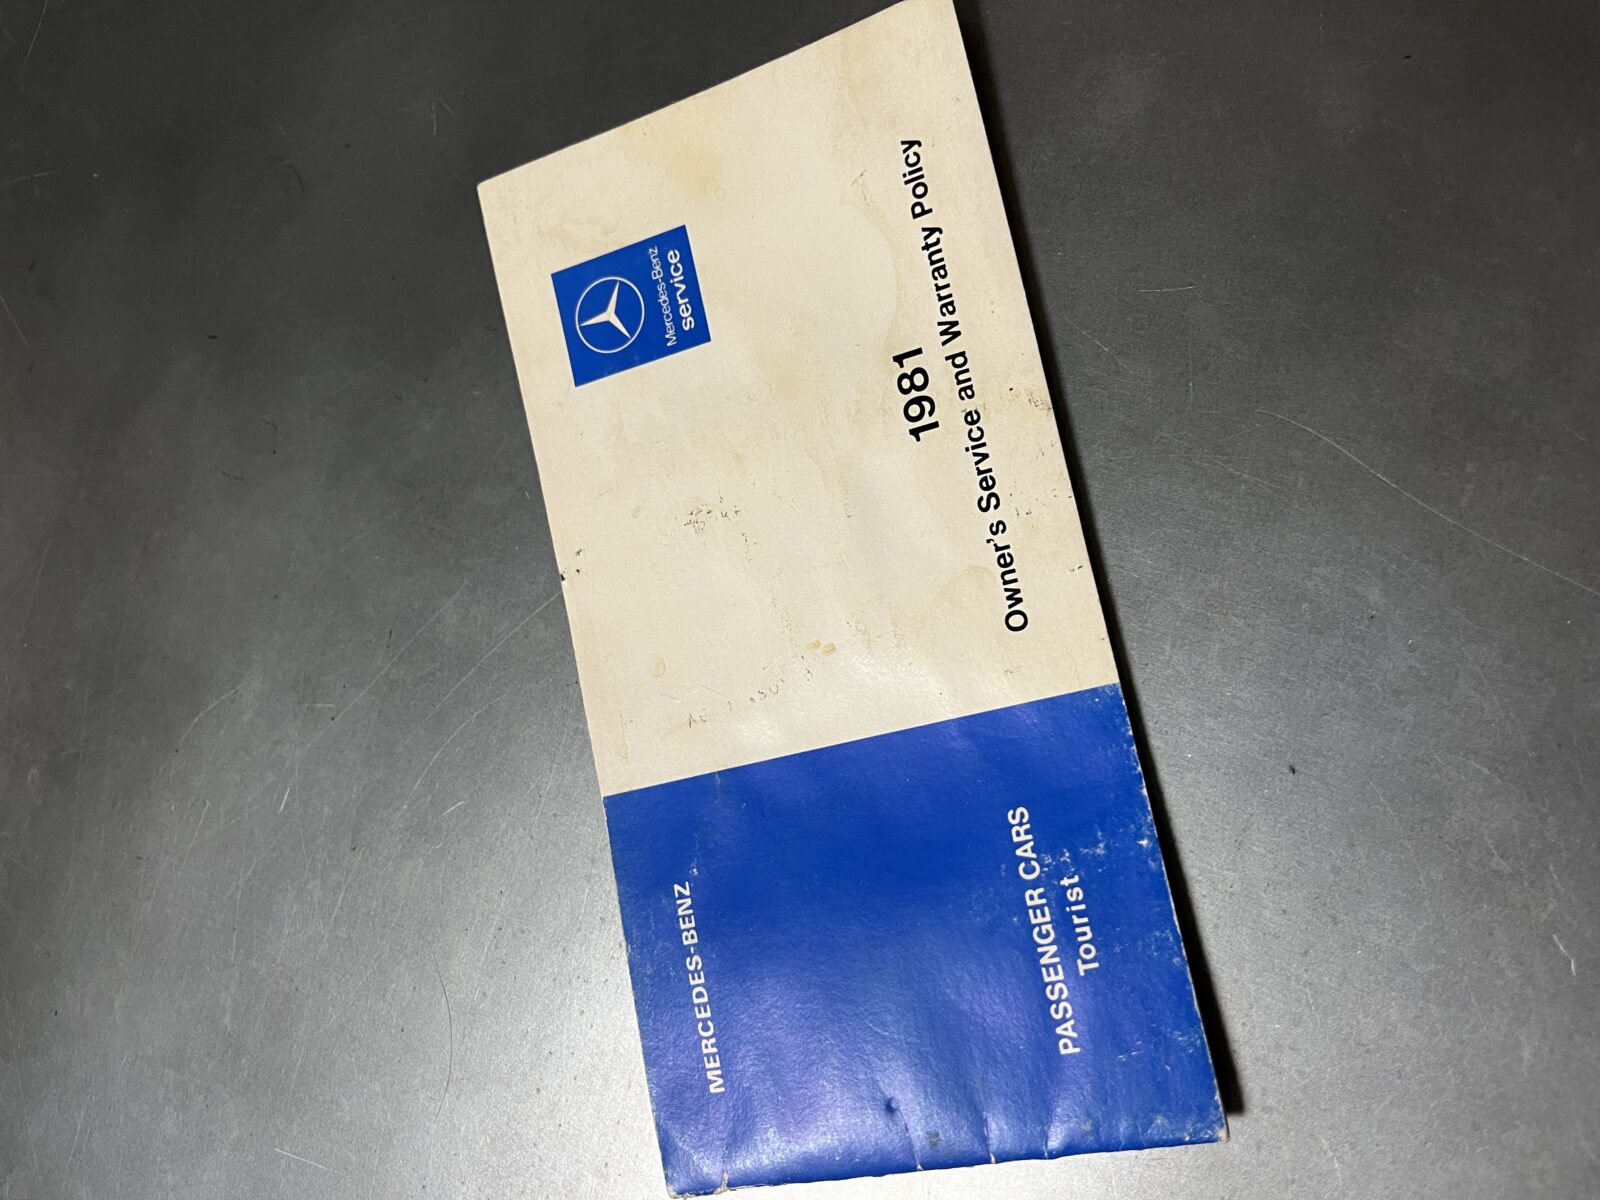 MERCEDES-BENZ
Mercedes-Benz
service
1981
Owner's Service and Warranty Policy
PASSENGER CARS
Tourist